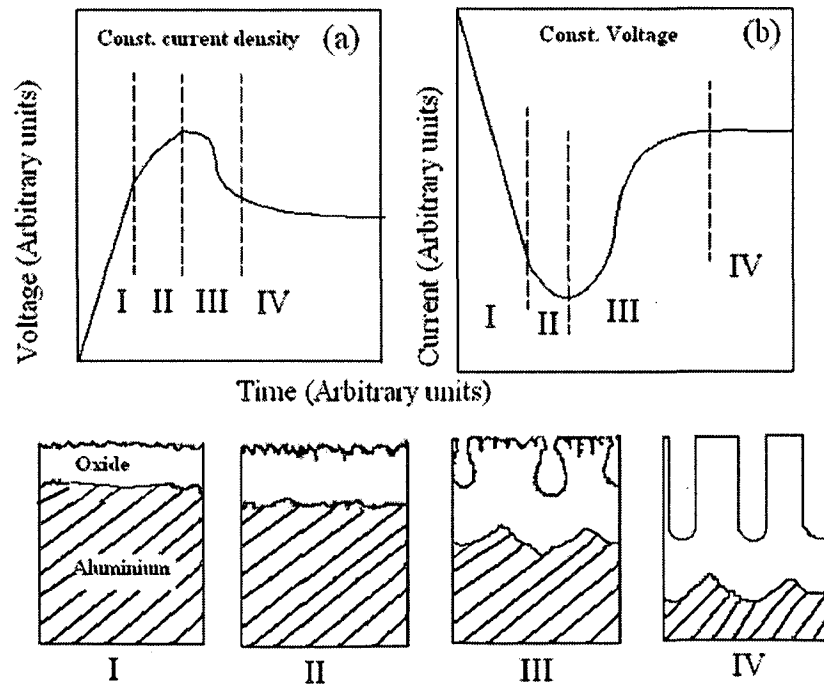 Const. current density (a)
Voltage (Arbitrary units)
I II III IV
Const. Voltage (b)
Current (Arbitrary units)
I II III IV
Time (Arbitrary units)
Oxide
Aluminium
I II III IV